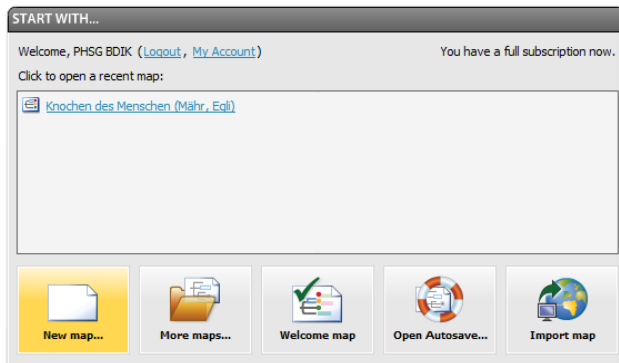 START WITH...
Welcome, PHSG BDIK (Logout, My Account) You have a full subscription now.
Click to open a recent map:
Knochen des Menschen (Mähr, Egli)
New map... More maps... Welcome map Open Autosave... Import map